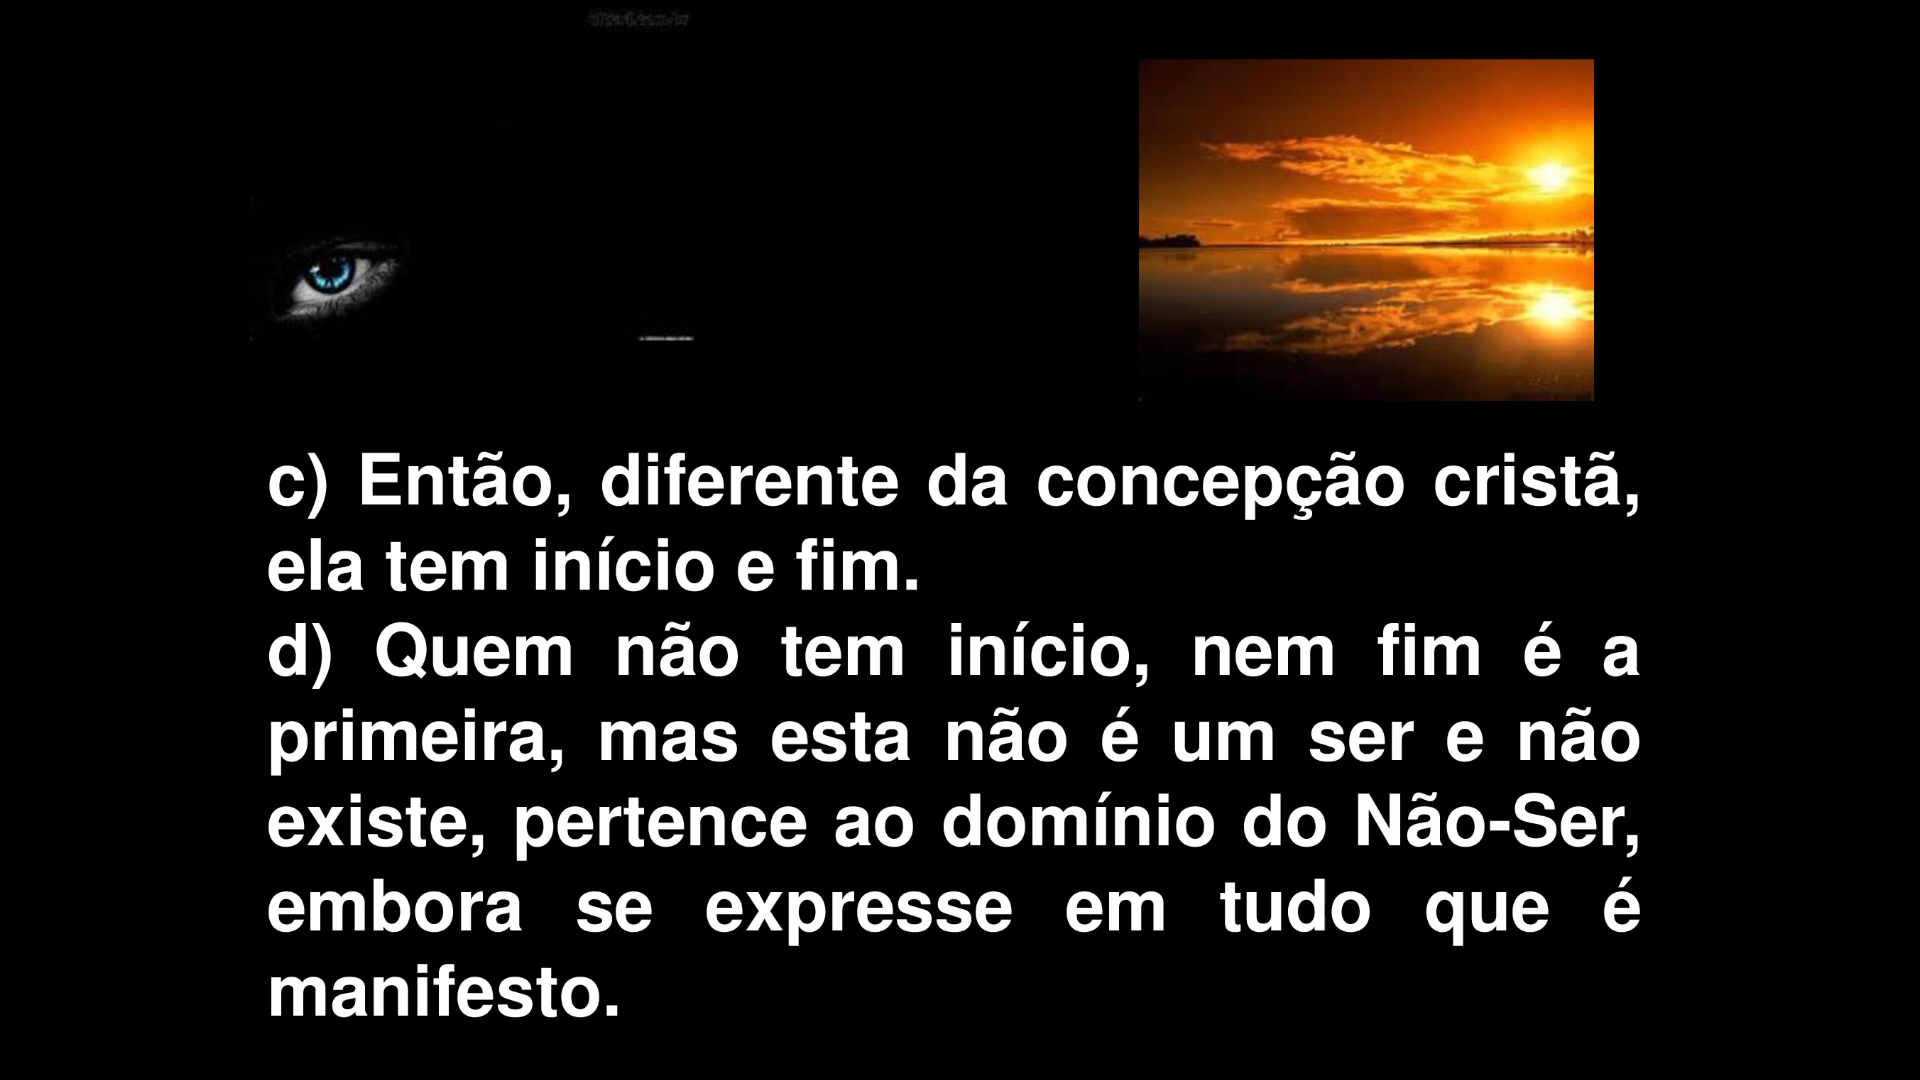 c) Então, diferente da concepção cristã,
ela tem início e fim.
d) Quem não tem início, nem fim é a
primeira, mas esta não é um ser e não
existe, pertence ao domínio do Não-Ser,
embora se expresse em tudo que é
manifesto.